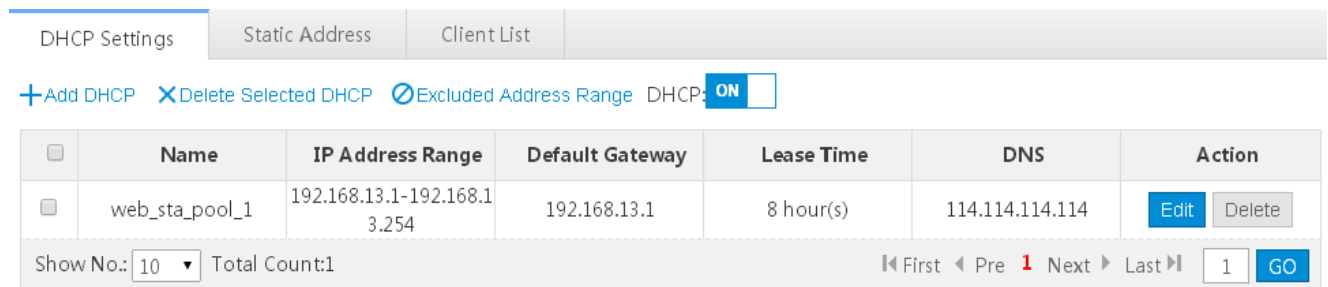 DHCP Settings Static Address Client List
Add DHCP Delete Selected DHCP Excluded Address Range DHCP: ON
Name IP Address Range Default Gateway Lease Time DNS Action
web_sta_pool_1 192.168.13.1-192.168.1 192.168.13.1 8 hour(s) 114.114.114.114 Edit Delete
3.254
Show No.: 10 Total Count:1 First Pre 1 Next Last 1 GO